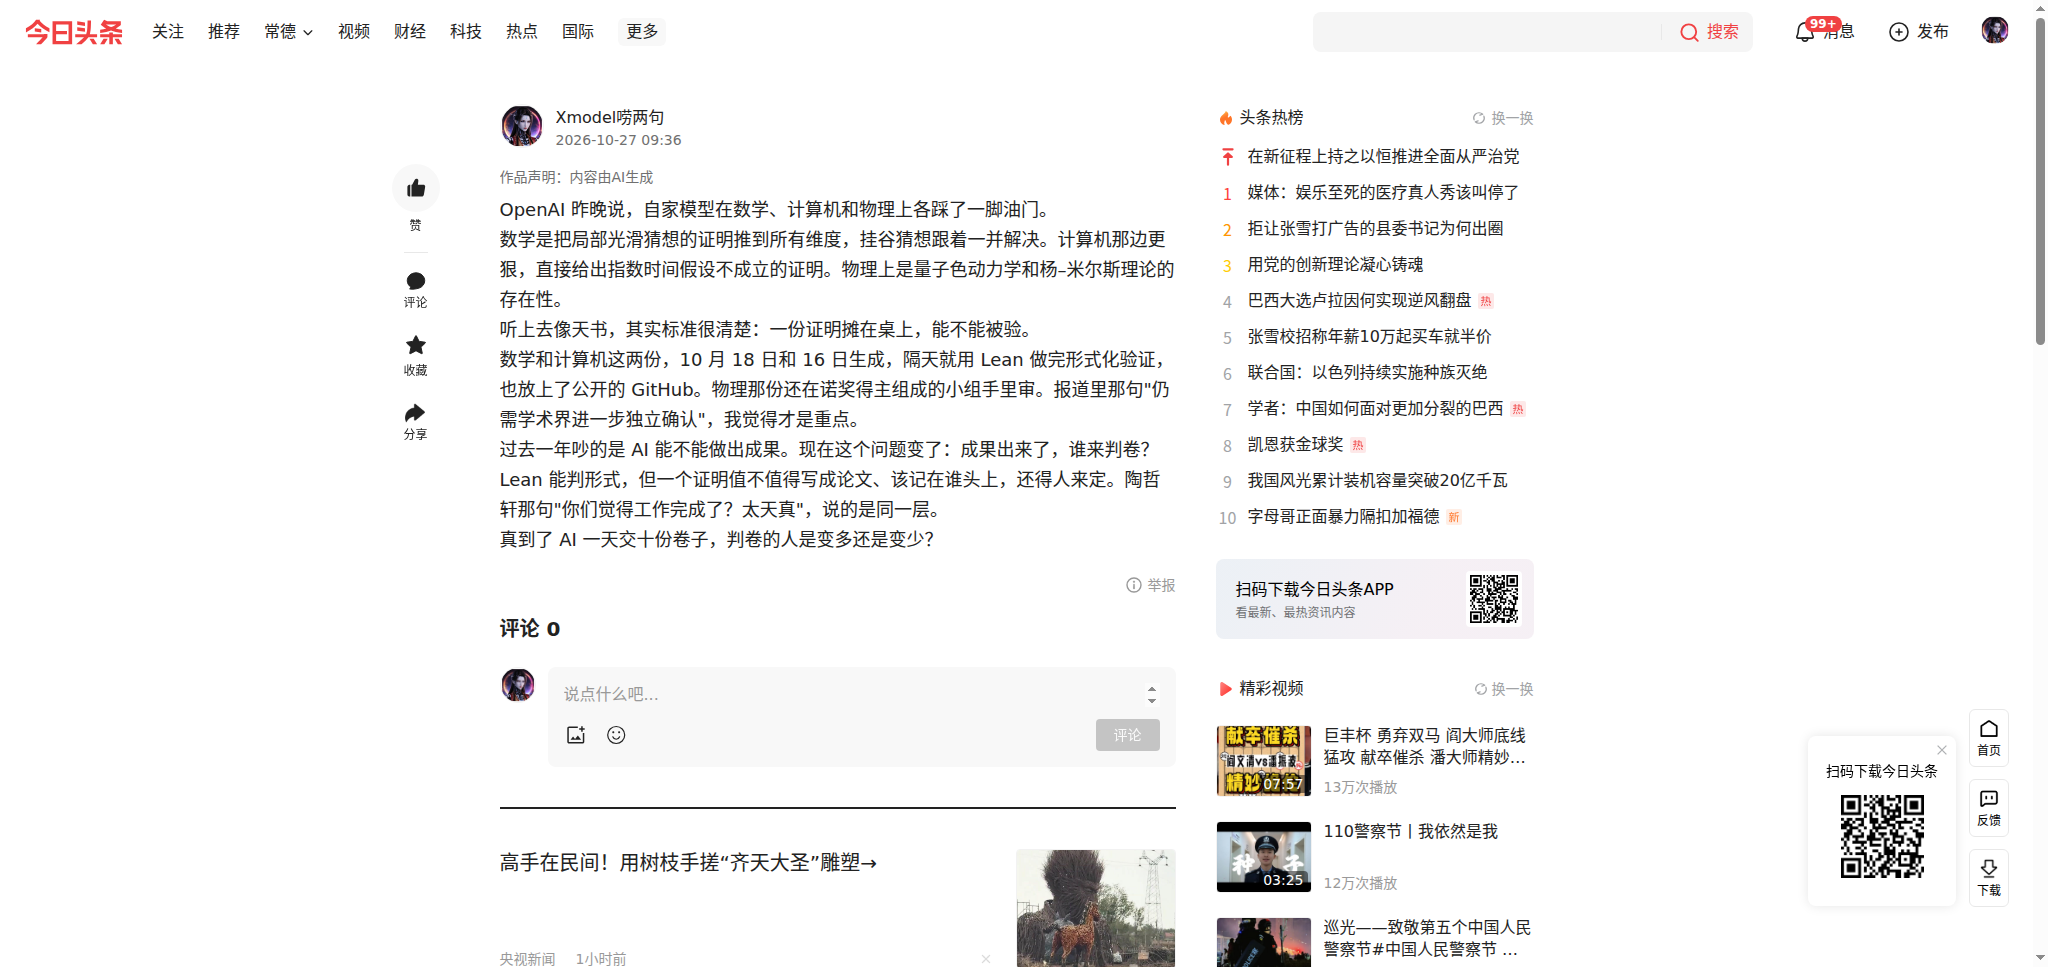 今日头条
关注
推荐
常德
视频
财经
科技
热点
国际
更多
搜索
99+
消息
发布
Xmodel唠两句
2026-10-27 09:36
作品声明：内容由AI生成
OpenAI 昨晚说，自家模型在数学、计算机和物理上各踩了一脚油门。
数学是把局部光滑猜想的证明推到所有维度，挂谷猜想跟着一并解决。计算机那边更
狠，直接给出指数时间假设不成立的证明。物理上是量子色动力学和杨–米尔斯理论的
存在性。
听上去像天书，其实标准很清楚：一份证明摊在桌上，能不能被验。
数学和计算机这两份，10 月 18 日和 16 日生成，隔天就用 Lean 做完形式化验证，
也放上了公开的 GitHub。物理那份还在诺奖得主组成的小组手里审。报道里那句"仍
需学术界进一步独立确认"，我觉得才是重点。
过去一年吵的是 AI 能不能做出成果。现在这个问题变了：成果出来了，谁来判卷？
Lean 能判形式，但一个证明值不值得写成论文、该记在谁头上，还得人来定。陶哲
轩那句"你们觉得工作完成了？太天真"，说的是同一层。
真到了 AI 一天交十份卷子，判卷的人是变多还是变少？
赞
评论
收藏
分享
举报
评论 0
说点什么吧...
评论
高手在民间！用树枝手搓“齐天大圣”雕塑→
央视新闻
1小时前
头条热榜
换一换
在新征程上持之以恒推进全面从严治党
1 媒体：娱乐至死的医疗真人秀该叫停了
2 拒让张雪打广告的县委书记为何出圈
3 用党的创新理论凝心铸魂
4 巴西大选卢拉因何实现逆风翻盘 热
5 张雪校招称年薪10万起买车就半价
6 联合国：以色列持续实施种族灭绝
7 学者：中国如何面对更加分裂的巴西 热
8 凯恩获金球奖 热
9 我国风光累计装机容量突破20亿千瓦
10 字母哥正面暴力隔扣加福德 新
扫码下载今日头条APP
看最新、最热资讯内容
精彩视频
换一换
献卒催杀
阎文清VS潘振波
精妙绝伦
07:57
巨丰杯 勇弃双马 阎大师底线
猛攻 献卒催杀 潘大师精妙...
13万次播放
种子
03:25
110警察节丨我依然是我
12万次播放
巡光——致敬第五个中国人民
警察节#中国人民警察节 ...
扫码下载今日头条
首页
反馈
下载